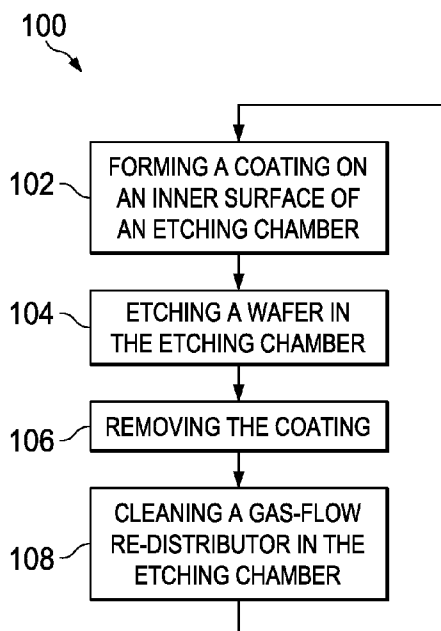 100
102
FORMING A COATING ON
AN INNER SURFACE OF
AN ETCHING CHAMBER
104
ETCHING A WAFER IN
THE ETCHING CHAMBER
106
REMOVING THE COATING
108
CLEANING A GAS-FLOW
RE-DISTRIBUTOR IN THE
ETCHING CHAMBER